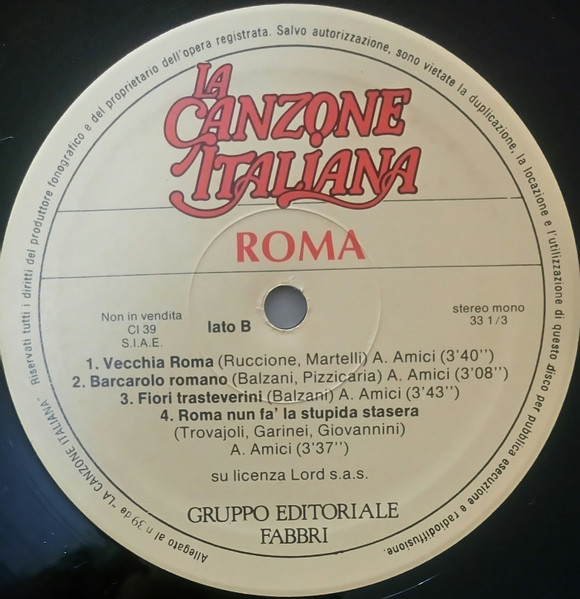 Riservati tutti i diritti del produttore fonografico e del proprietario dell'opera registrata. Salvo autorizzazione, sono vietate la duplicazione, la locazione e l'utilizzazione di questo disco per pubblica esecuzione e radiodiffusione.
LA
CANZONE
ITALIANA
ROMA
Non in vendita
CI 39
S.I.A.E.
lato B
stereo mono
33 1/3
1. Vecchia Roma (Ruccione, Martelli) A. Amici (3'40'')
2. Barcarolo romano (Balzani, Pizzicaria) A. Amici (3'08'')
3. Fiori trasteverini (Balzani) A. Amici (3'43'')
4. Roma nun fa' la stupida stasera
(Trovajoli, Garinei, Giovannini)
A. Amici (3'37'')
su licenza Lord s.a.s.
GRUPPO EDITORIALE
FABBRI
Allegato al n. 39 de "LA CANZONE ITALIANA".